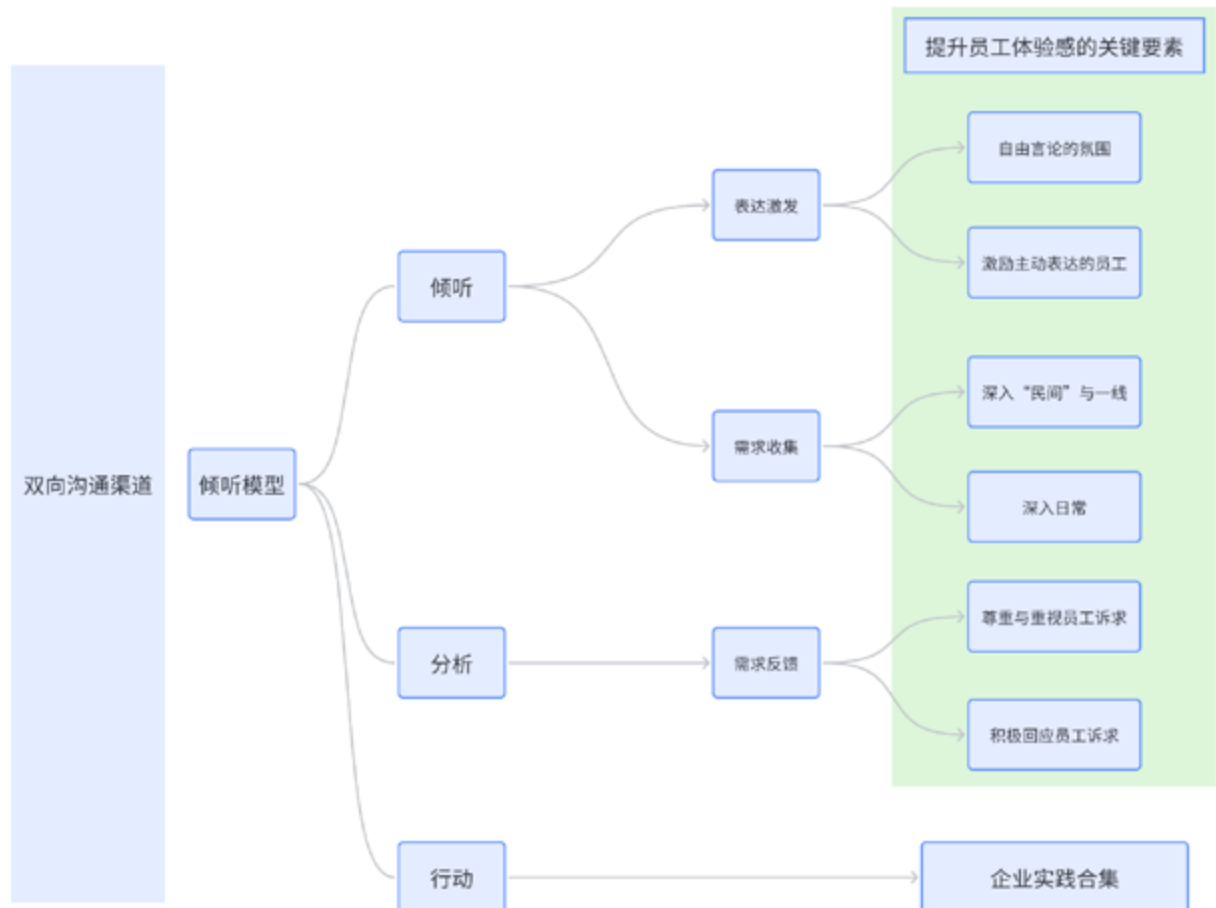 提升员工体验感的关键要素
自由言论的氛围
表达激发
激励主动表达的员工
倾听
深入“民间”与一线
需求收集
双向沟通渠道
倾听模型
深入日常
尊重与重视员工诉求
分析
需求反馈
积极回应员工诉求
行动
企业实践合集